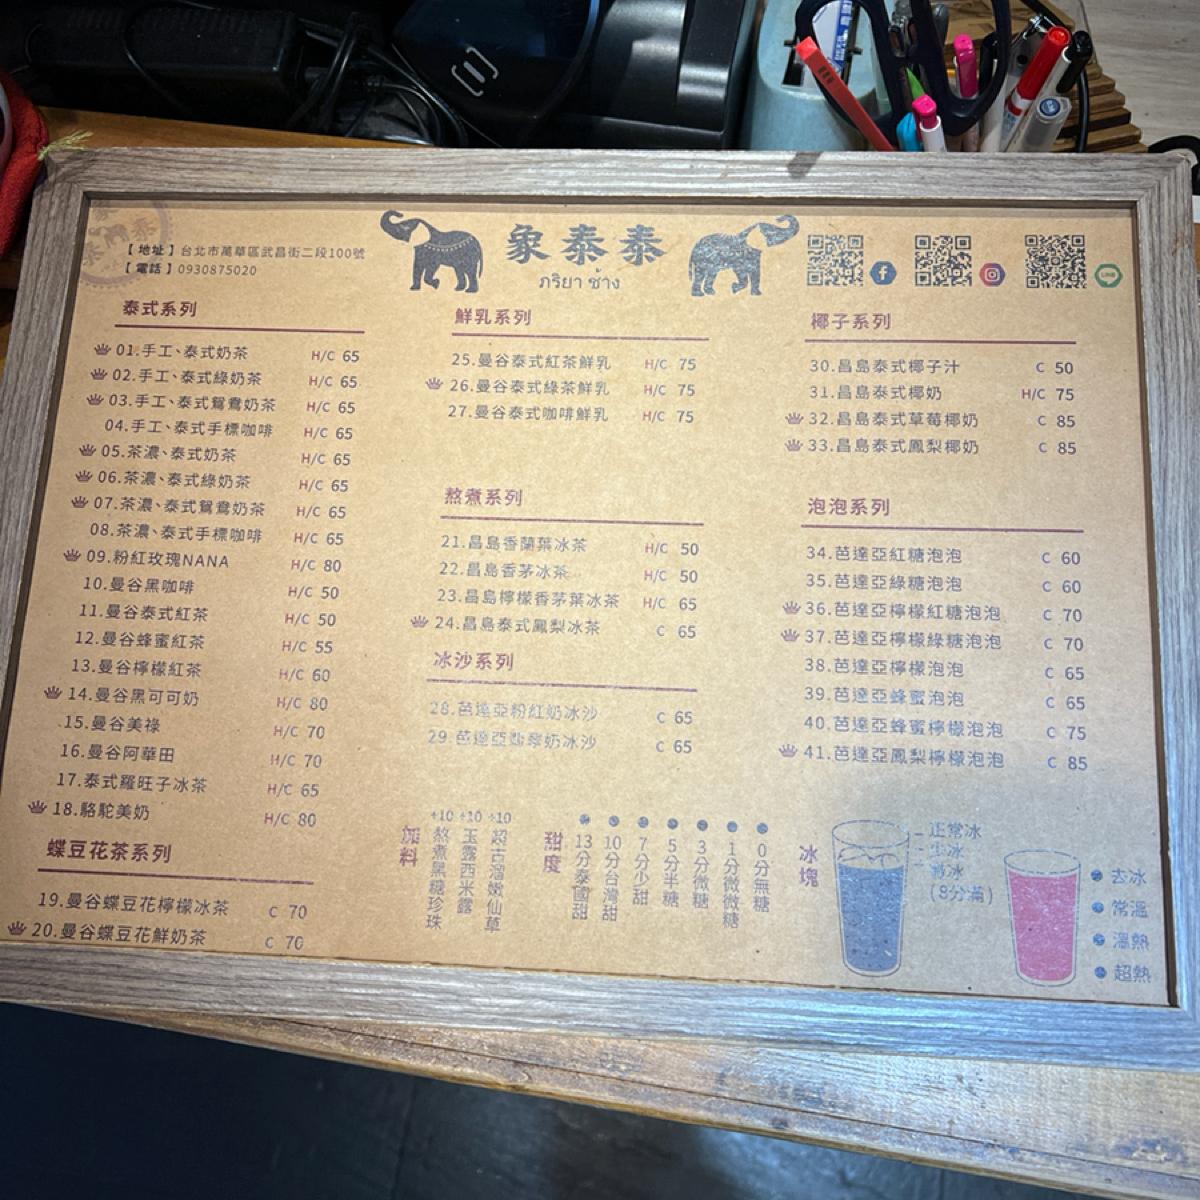 【地址】台北市萬華區武昌街二段100號
【電話】0930875020
象泰泰
ภริยา ช้าง
泰式系列
01.手工、泰式奶茶 H/C 65
02.手工、泰式綠奶茶 H/C 65
03.手工、泰式鴛鴦奶茶 H/C 65
04.手工、泰式手標咖啡 H/C 65
05.茶濃、泰式奶茶 H/C 65
06.茶濃、泰式綠奶茶 H/C 65
07.茶濃、泰式鴛鴦奶茶 H/C 65
08.茶濃、泰式手標咖啡 H/C 65
09.粉紅玫瑰NANA H/C 80
10.曼谷黑咖啡 H/C 50
11.曼谷泰式紅茶 H/C 50
12.曼谷蜂蜜紅茶 H/C 55
13.曼谷檸檬紅茶 H/C 60
14.曼谷黑可可奶 H/C 80
15.曼谷美祿 H/C 70
16.曼谷阿華田 H/C 70
17.泰式羅旺子冰茶 H/C 65
18.駱駝美奶 H/C 80
蝶豆花茶系列
19.曼谷蝶豆花檸檬冰茶 C 70
20.曼谷蝶豆花鮮奶茶 C 70
鮮乳系列
25.曼谷泰式紅茶鮮乳 H/C 75
26.曼谷泰式綠茶鮮乳 H/C 75
27.曼谷泰式咖啡鮮乳 H/C 75
熬煮系列
21.昌島香蘭葉冰茶 H/C 50
22.昌島香茅冰茶 H/C 50
23.昌島檸檬香茅葉冰茶 H/C 65
24.昌島泰式鳳梨冰茶 C 65
冰沙系列
28.芭達亞粉紅奶冰沙 C 65
29.芭達亞翡翠奶冰沙 C 65
椰子系列
30.昌島泰式椰子汁 C 50
31.昌島泰式椰奶 H/C 75
32.昌島泰式草莓椰奶 C 85
33.昌島泰式鳳梨椰奶 C 85
泡泡系列
34.芭達亞紅糖泡泡 C 60
35.芭達亞綠糖泡泡 C 60
36.芭達亞檸檬紅糖泡泡 C 70
37.芭達亞檸檬綠糖泡泡 C 70
38.芭達亞檸檬泡泡 C 65
39.芭達亞蜂蜜泡泡 C 65
40.芭達亞蜂蜜檸檬泡泡 C 75
41.芭達亞鳳梨檸檬泡泡 C 85
加料
+10 熬煮黑糖珍珠
+10 玉露西米露
+10 超古溜嫩仙草
甜度
13分泰國甜
10分台灣甜
7分少甜
5分半糖
3分微糖
1分微微糖
0分無糖
冰塊
正常冰
少冰
微冰
(8分滿)
去冰
常溫
溫熱
超熱